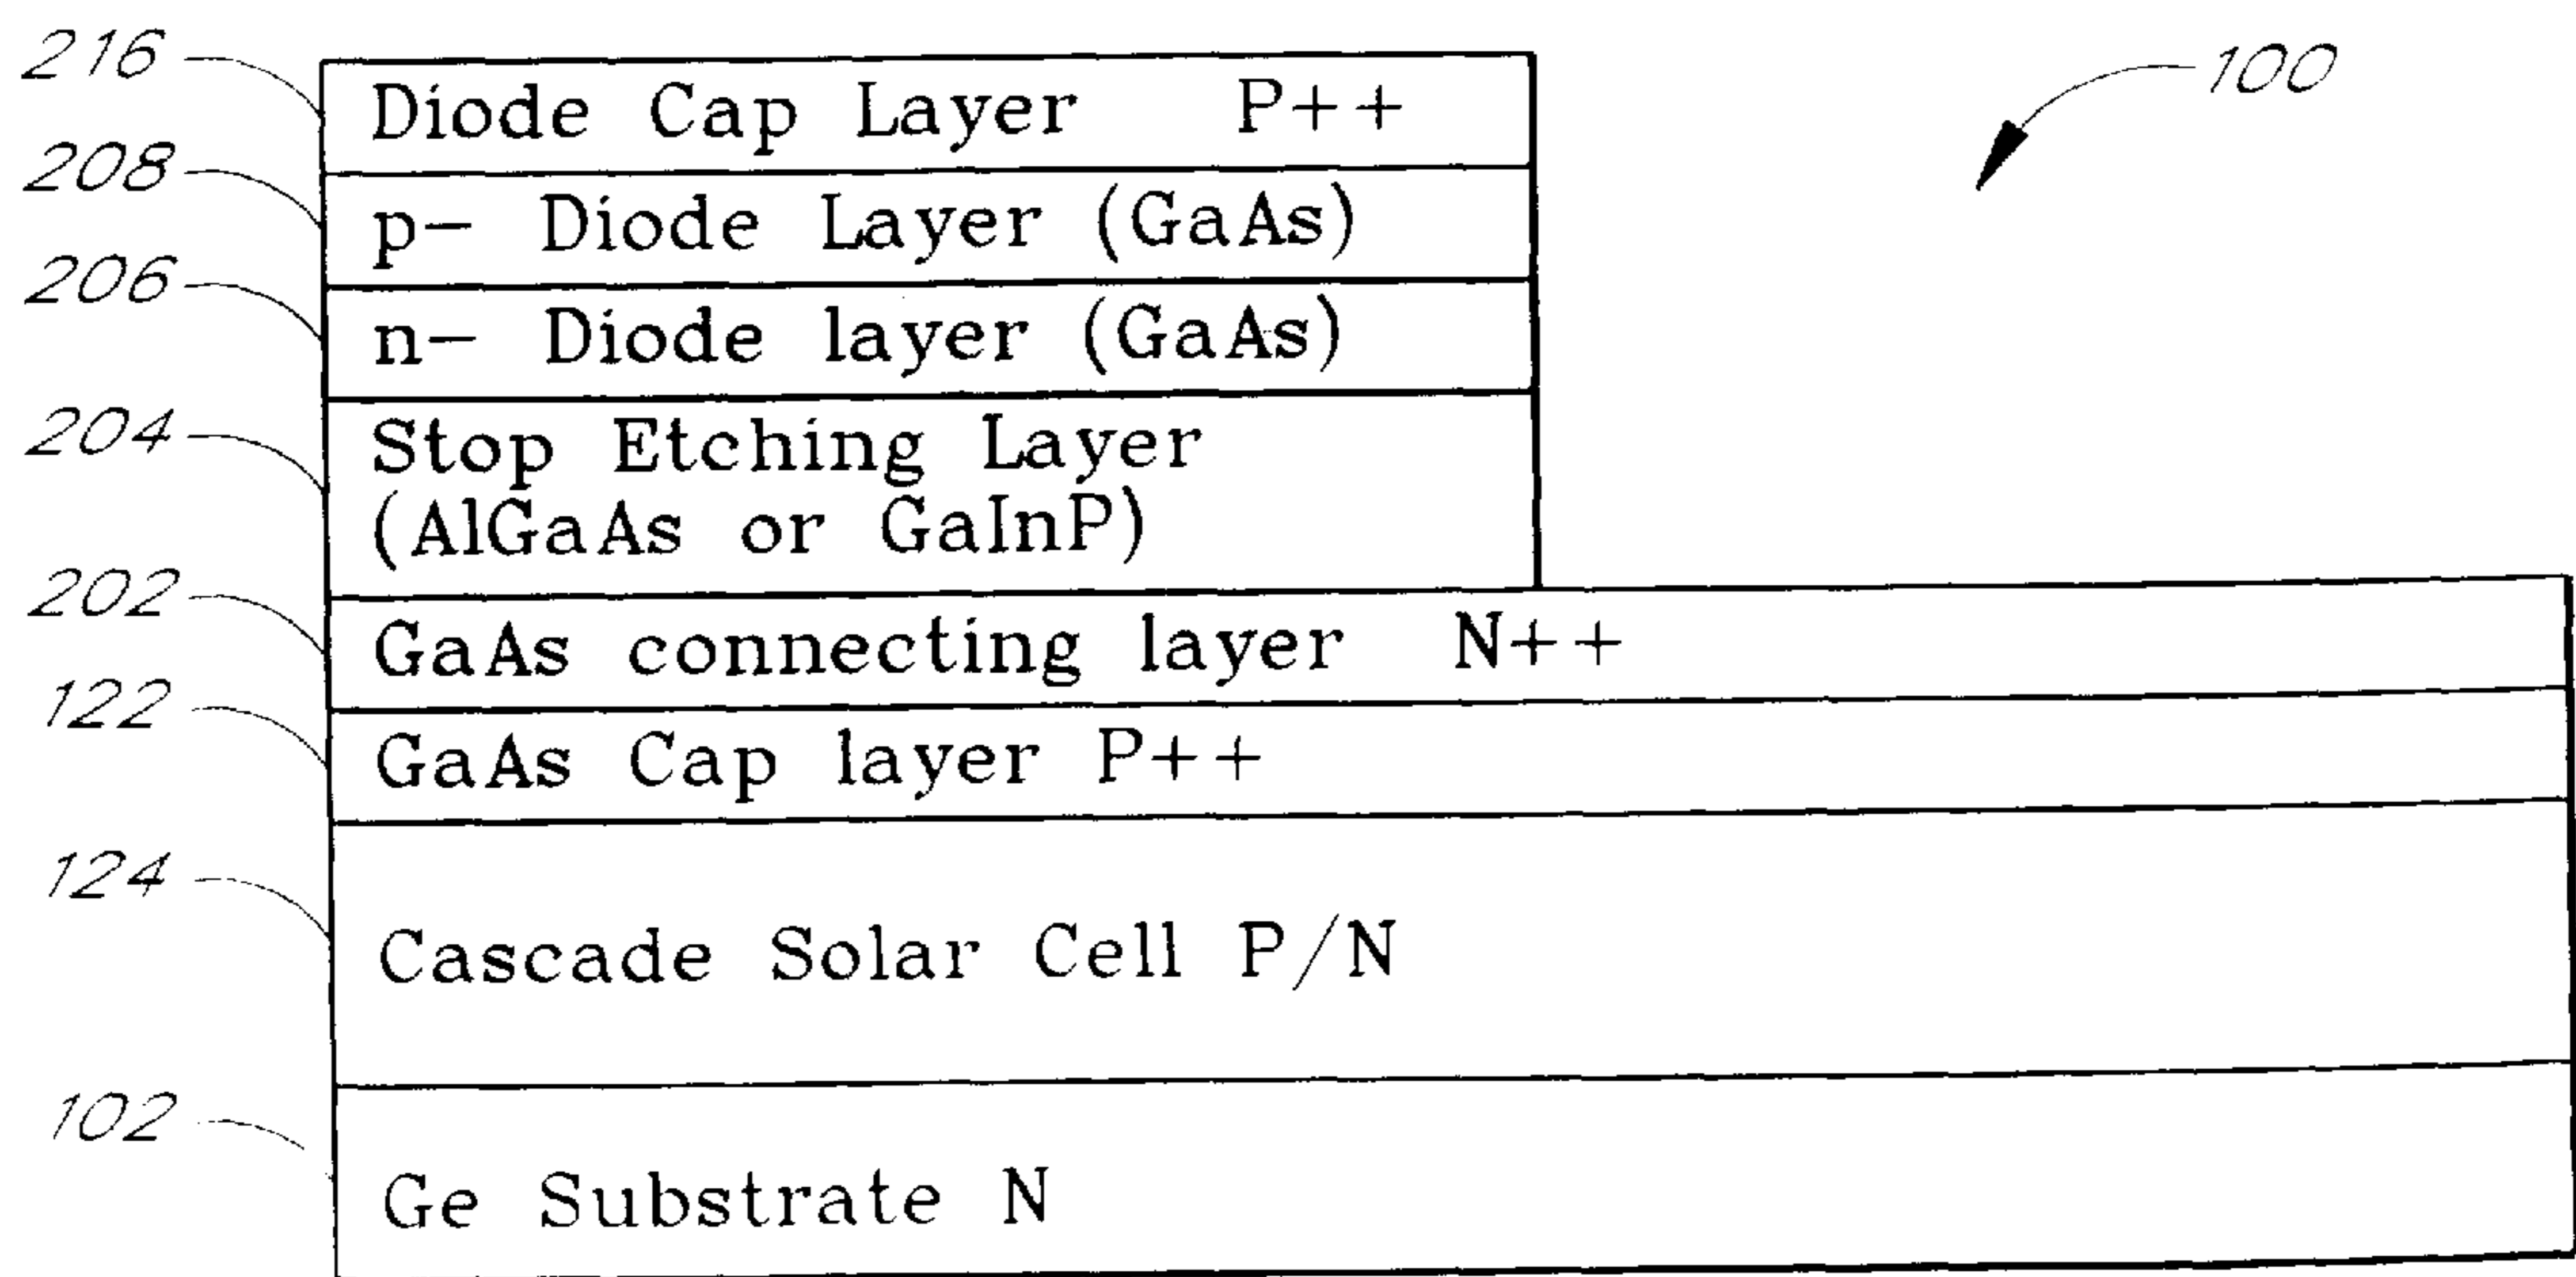 216
Diode Cap Layer P++
100
208
p- Diode Layer (GaAs)
206
n- Diode layer (GaAs)
204
Stop Etching Layer
(AlGaAs or GaInP)
202
GaAs connecting layer N++
122
GaAs Cap layer P++
124
Cascade Solar Cell P/N
102
Ge Substrate N